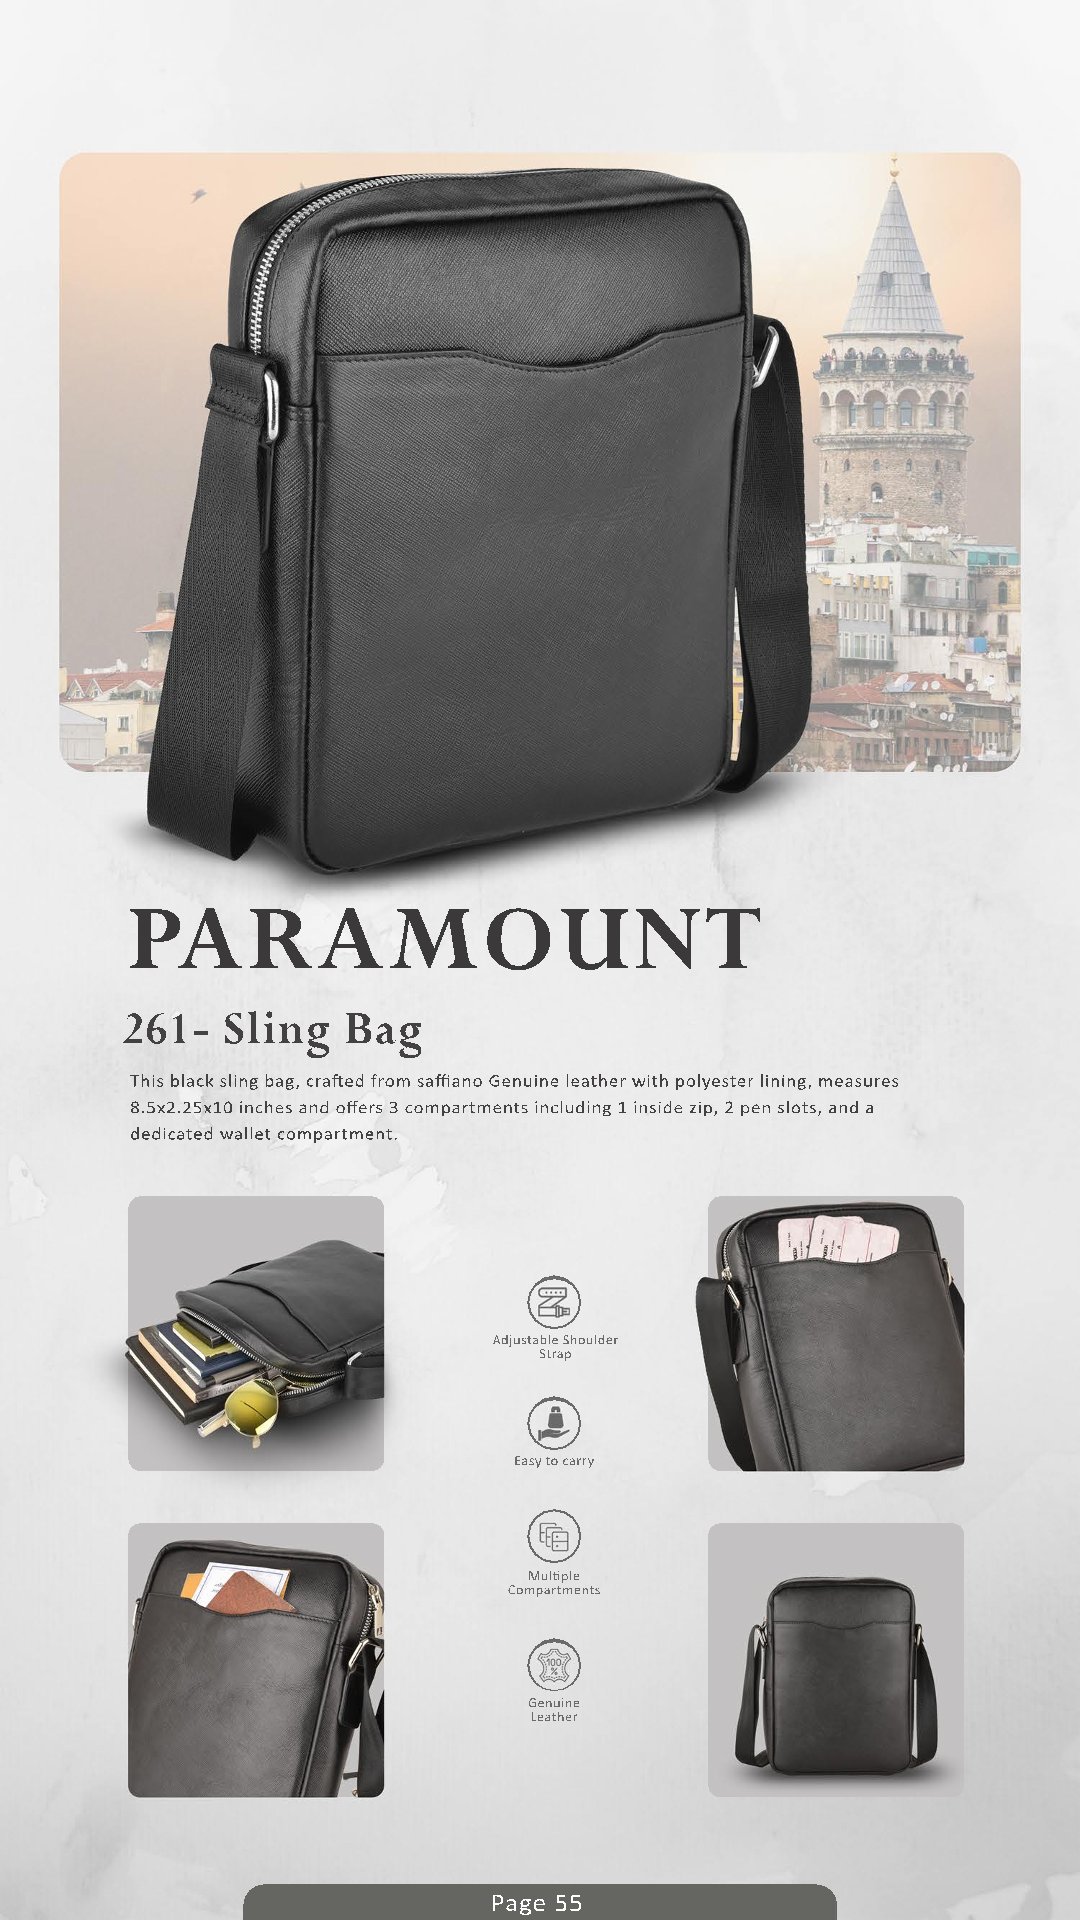 PARAMOUNT
261- Sling Bag
This black sling bag, crafted from saffiano Genuine leather with polyester lining, measures
8.5x2.25x10 inches and offers 3 compartments including 1 inside zip, 2 pen slots, and a
dedicated wallet compartment.
Adjustable Shoulder
Strap
Easy to carry
Multiple
Compartments
100
%
Genuine
Leather
Page 55